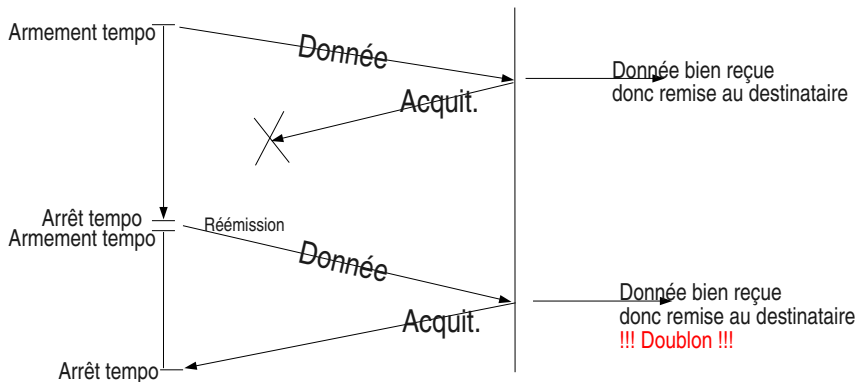 Armement tempo
Donnée
Donnée bien reçue
donc remise au destinataire
Acquit.
Arrêt tempo
Armement tempo
Réémission
Donnée
Donnée bien reçue
donc remise au destinataire
!!! Doublon !!!
Acquit.
Arrêt tempo